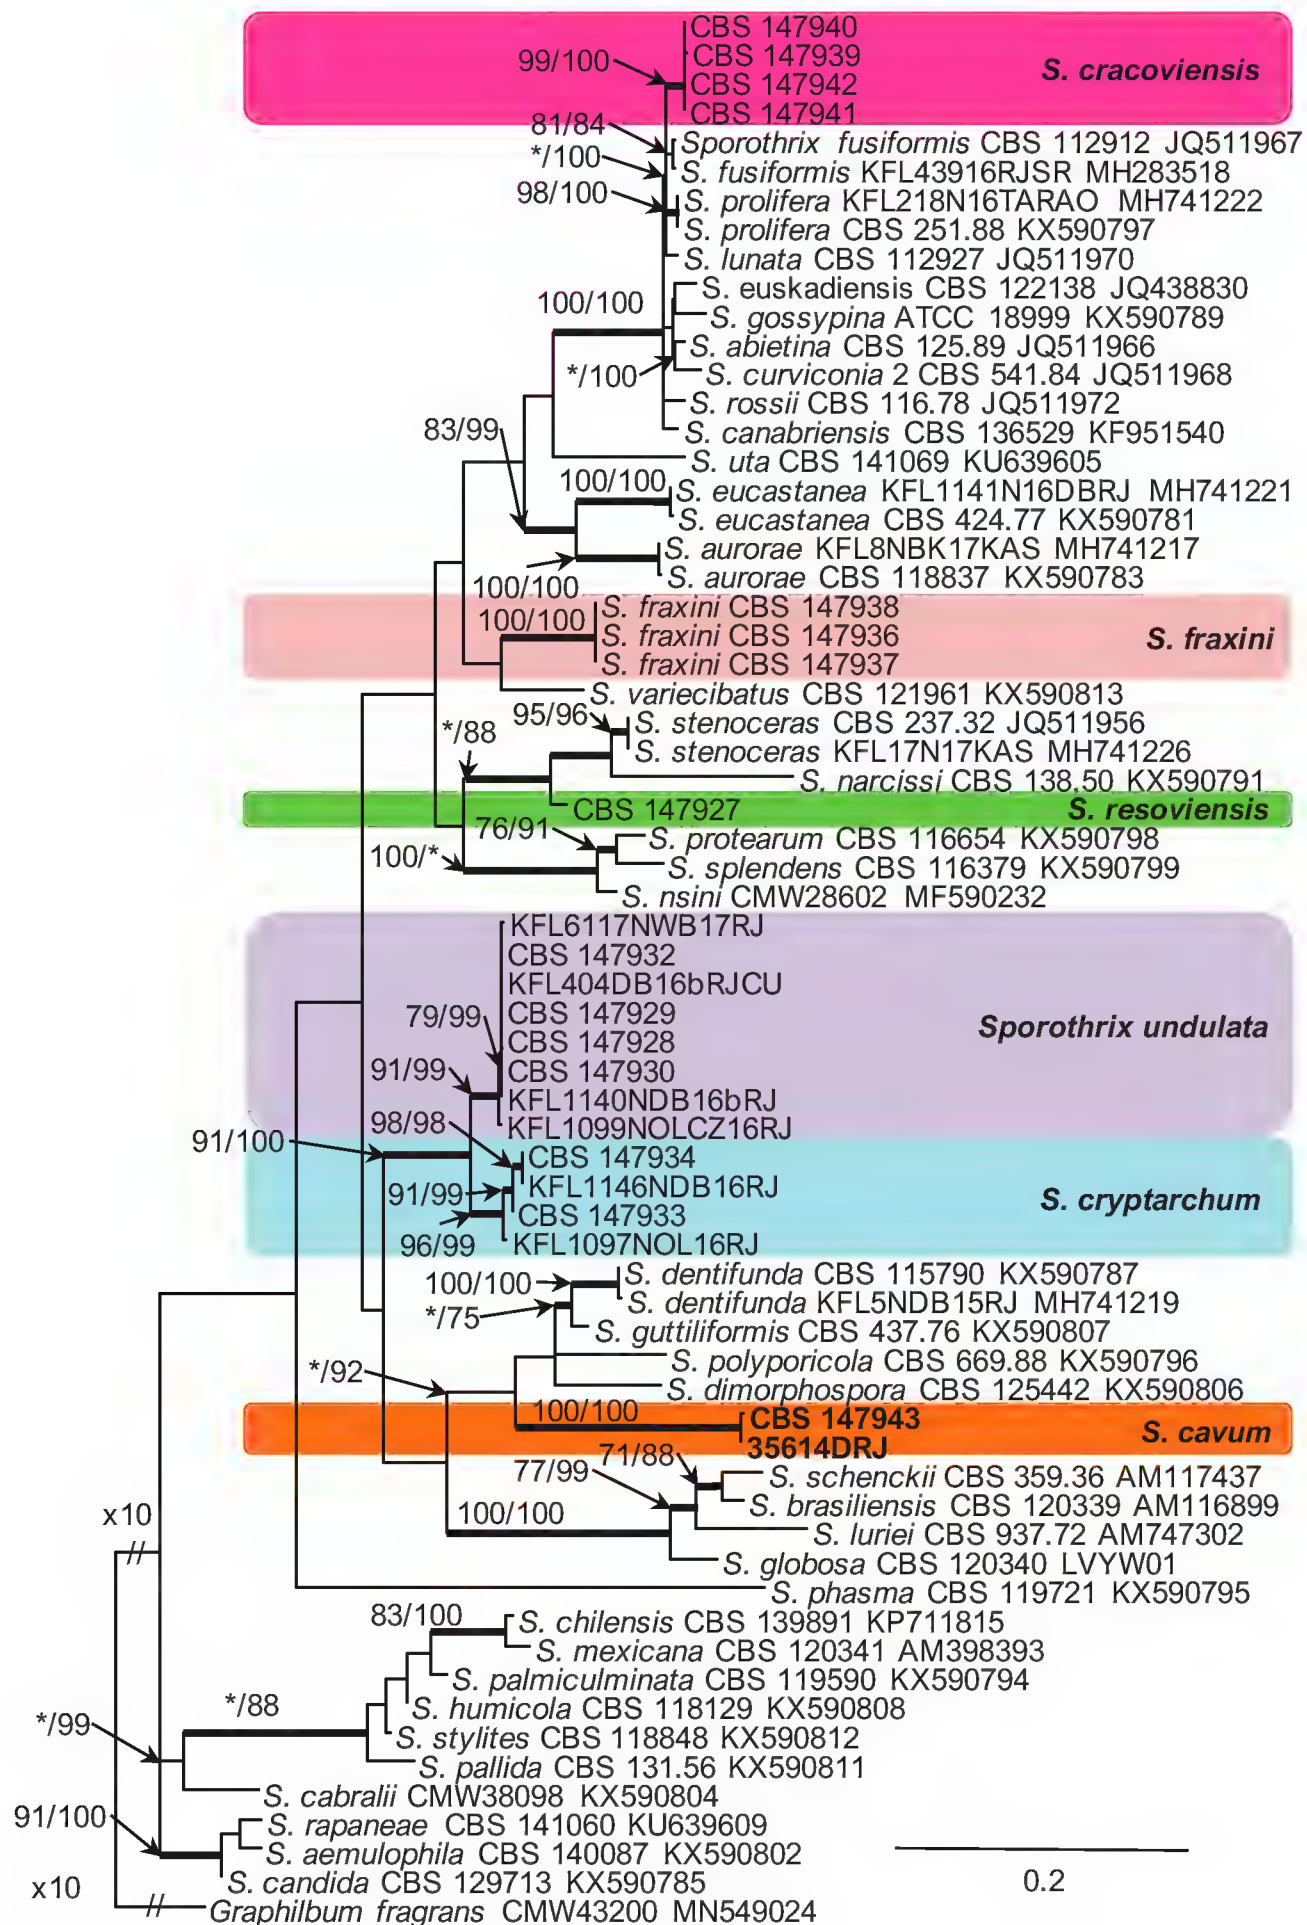 CBS 147940
CBS 147939
99/100
S. cracoviensis
CBS 147942
CBS 147941
81/84
Sporothrix fusiformis CBS 112912 JQ511967
*/100
S. fusiformis KFL43916RJSR MH283518
98/100
S. prolifera KFL218N16TARAO MH741222
S. prolifera CBS 251.88 KX590797
S. lunata CBS 112927 JQ511970
S. euskadiensis CBS 122138 JQ438830
100/100
S. gossypina ATCC 18999 KX590789
S. abietina CBS 125.89 JQ511966
*/100
S. curviconia 2 CBS 541.84 JQ511968
S. rossii CBS 116.78 JQ511972
83/99
S. canabriensis CBS 136529 KF951540
S. uta CBS 141069 KU639605
100/100
S. eucastanea KFL1141N16DBRJ MH741221
S. eucastanea CBS 424.77 KX590781
S. aurorae KFL8NBK17KAS MH741217
S. aurorae CBS 118837 KX590783
100/100
S. fraxini CBS 147938
100/100
S. fraxini CBS 147936
S. fraxini
S. fraxini CBS 147937
S. variecibatus CBS 121961 KX590813
95/96
S. stenoceras CBS 237.32 JQ511956
*/88
S. stenoceras KFL17N17KAS MH741226
S. narcissi CBS 138.50 KX590791
CBS 147927
S. resoviensis
76/91
S. protearum CBS 116654 KX590798
100/*
S. splendens CBS 116379 KX590799
S. nsini CMW28602 MF590232
KFL6117NWB17RJ
CBS 147932
KFL404DB16bRJCU
79/99
CBS 147929
Sporothrix undulata
CBS 147928
91/99
CBS 147930
KFL1140NDB16bRJ
98/98
KFL1099NOLCZ16RJ
91/100
CBS 147934
91/99
KFL1146NDB16RJ
S. cryptarchum
CBS 147933
96/99
KFL1097NOL16RJ
100/100
S. dentifunda CBS 115790 KX590787
S. dentifunda KFL5NDB15RJ MH741219
*/75
S. guttiliformis CBS 437.76 KX590807
S. polyporicola CBS 669.88 KX590796
*/92
S. dimorphospora CBS 125442 KX590806
100/100
CBS 147943
S. cavum
35614DRJ
71/88
77/99
S. schenckii CBS 359.36 AM117437
S. brasiliensis CBS 120339 AM116899
x10
100/100
S. luriei CBS 937.72 AM747302
//
S. globosa CBS 120340 LVYW01
S. phasma CBS 119721 KX590795
83/100
S. chilensis CBS 139891 KP711815
S. mexicana CBS 120341 AM398393
S. palmiculminata CBS 119590 KX590794
*/88
S. humicola CBS 118129 KX590808
*/99
S. stylites CBS 118848 KX590812
S. pallida CBS 131.56 KX590811
S. cabralii CMW38098 KX590804
91/100
S. rapaneae CBS 141060 KU639609
S. aemulophila CBS 140087 KX590802
S. candida CBS 129713 KX590785
0.2
x10
//
Graphilbum fragrans CMW43200 MN549024